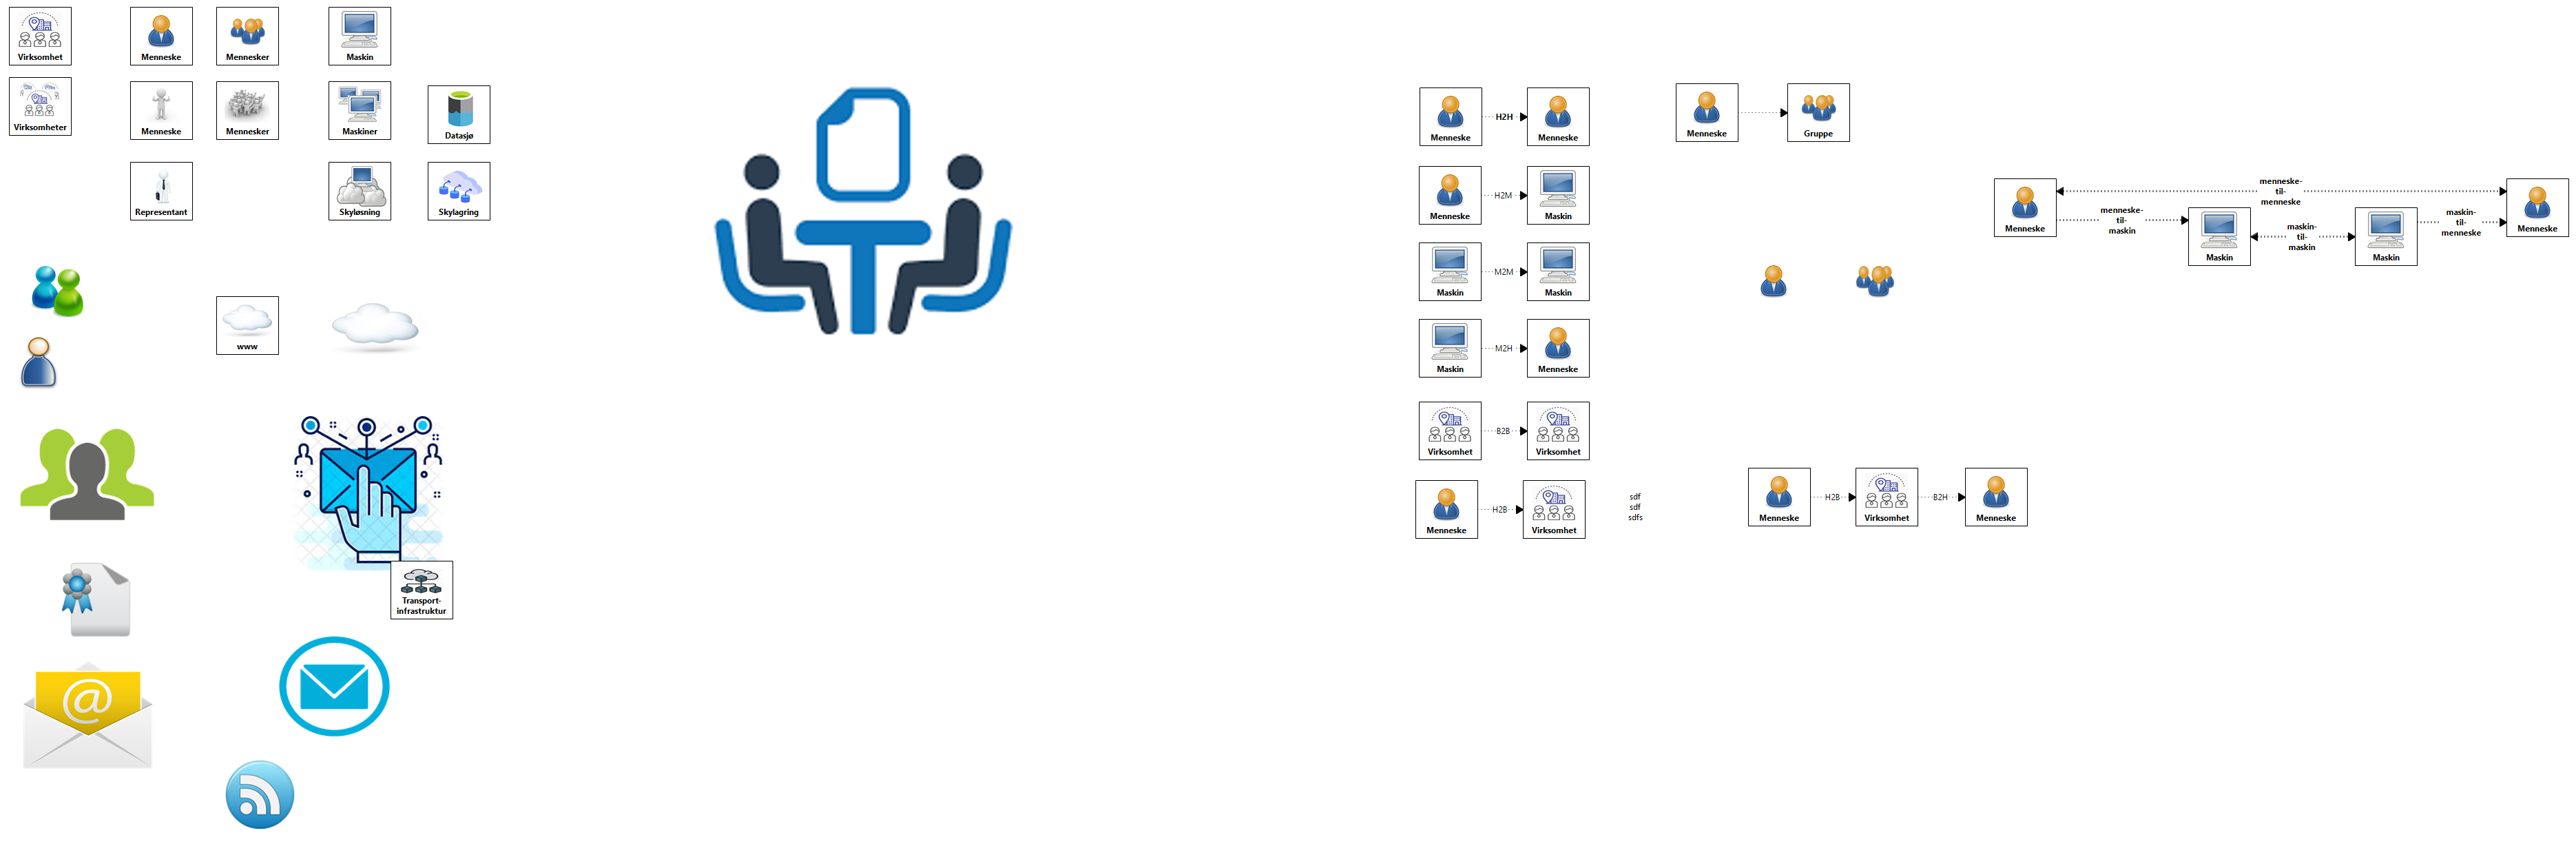 Virksomhet
Menneske
Mennesker
Maskin
Virksomheter
Menneske
Mennesker
Maskiner
Datasjø
Representant
Skyløsning
Skylagring
www
@
Transport-
infrastruktur
Menneske
H2H
Menneske
Menneske
Gruppe
Menneske
H2M
Maskin
Maskin
M2M
Maskin
Maskin
M2H
Menneske
Virksomhet
B2B
Virksomhet
Menneske
H2B
Virksomhet
sdf
sdf
sdfs
Menneske
H2B
Virksomhet
B2H
Menneske
menneske-
til-
menneske
Menneske
menneske-
til-
maskin
Maskin
maskin-
til-
maskin
Maskin
maskin-
til-
menneske
Menneske